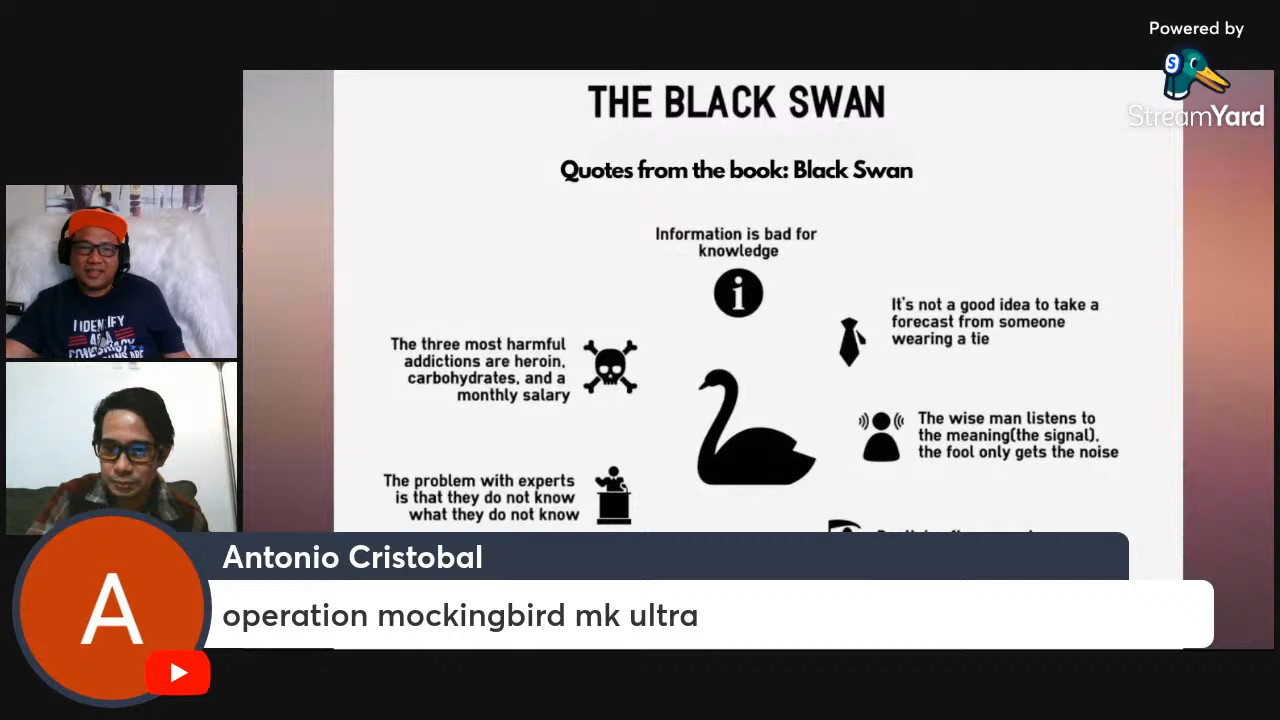 Powered by
StreamYard
THE BLACK SWAN
Quotes from the book: Black Swan
Information is bad for
knowledge
It's not a good idea to take a
forecast from someone
wearing a tie
The three most harmful
addictions are heroin,
carbohydrates, and a
monthly salary
The wise man listens to
the meaning(the signal),
the fool only gets the noise
The problem with experts
is that they do not know
what they do not know
I IDENTIFY
AS A
Antonio Cristobal
A
operation mockingbird mk ultra